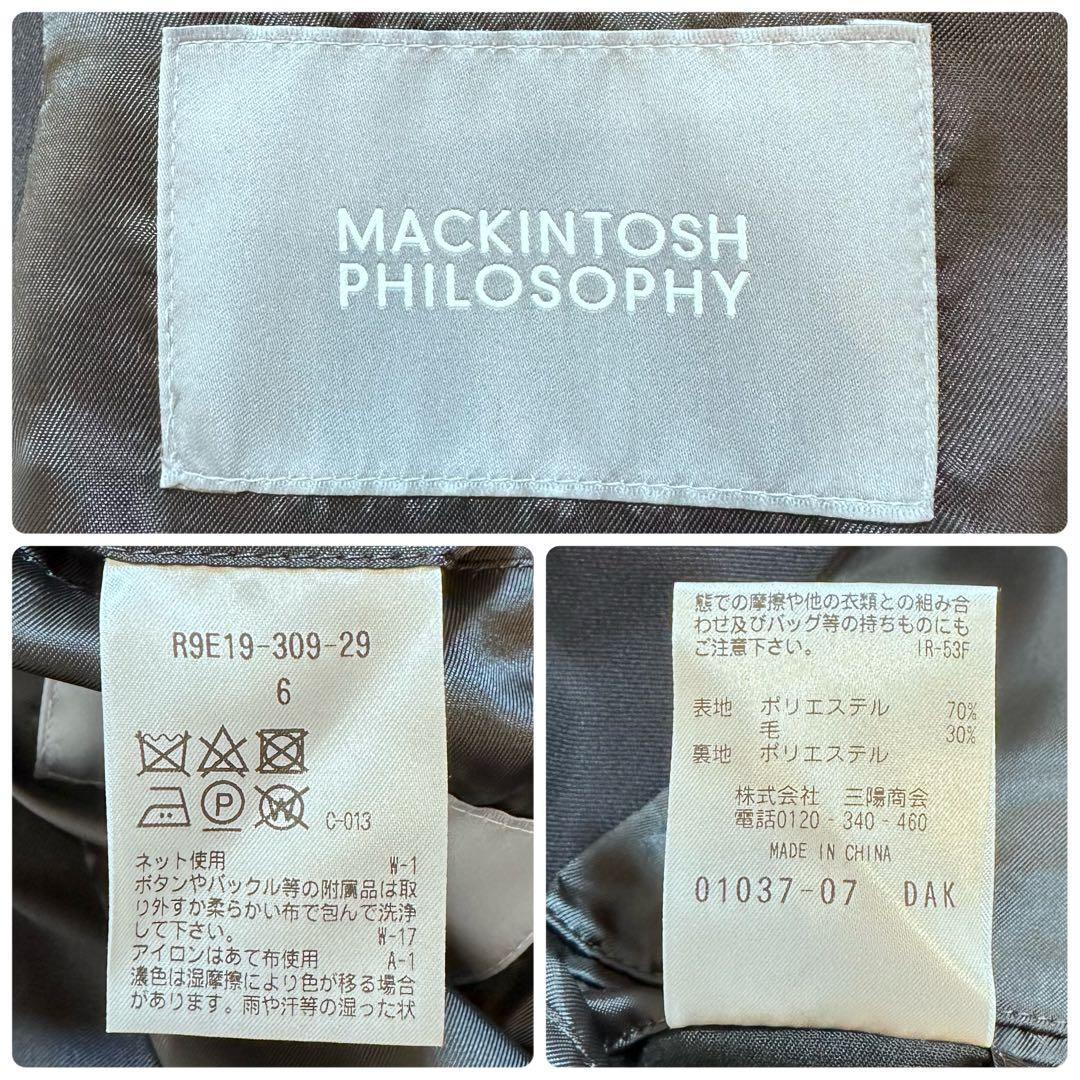 MACKINTOSH
PHILOSOPHY
R9E19-309-29
6
P
W
C-013
ネット使用 W-1
ボタンやバックル等の附属品は取
り外すか柔らかい布で包んで洗浄
して下さい。 W-17
アイロンはあて布使用 A-1
濃色は湿摩擦により色が移る場合
があります。雨や汗等の湿った状
態での摩擦や他の衣類との組み合
わせ及びバッグ等の持ちものにも
ご注意下さい。 IR-53F
表地 ポリエステル 70%
毛 30%
裏地 ポリエステル
株式会社 三陽商会
電話0120-340-460
MADE IN CHINA
01037-07 DAK